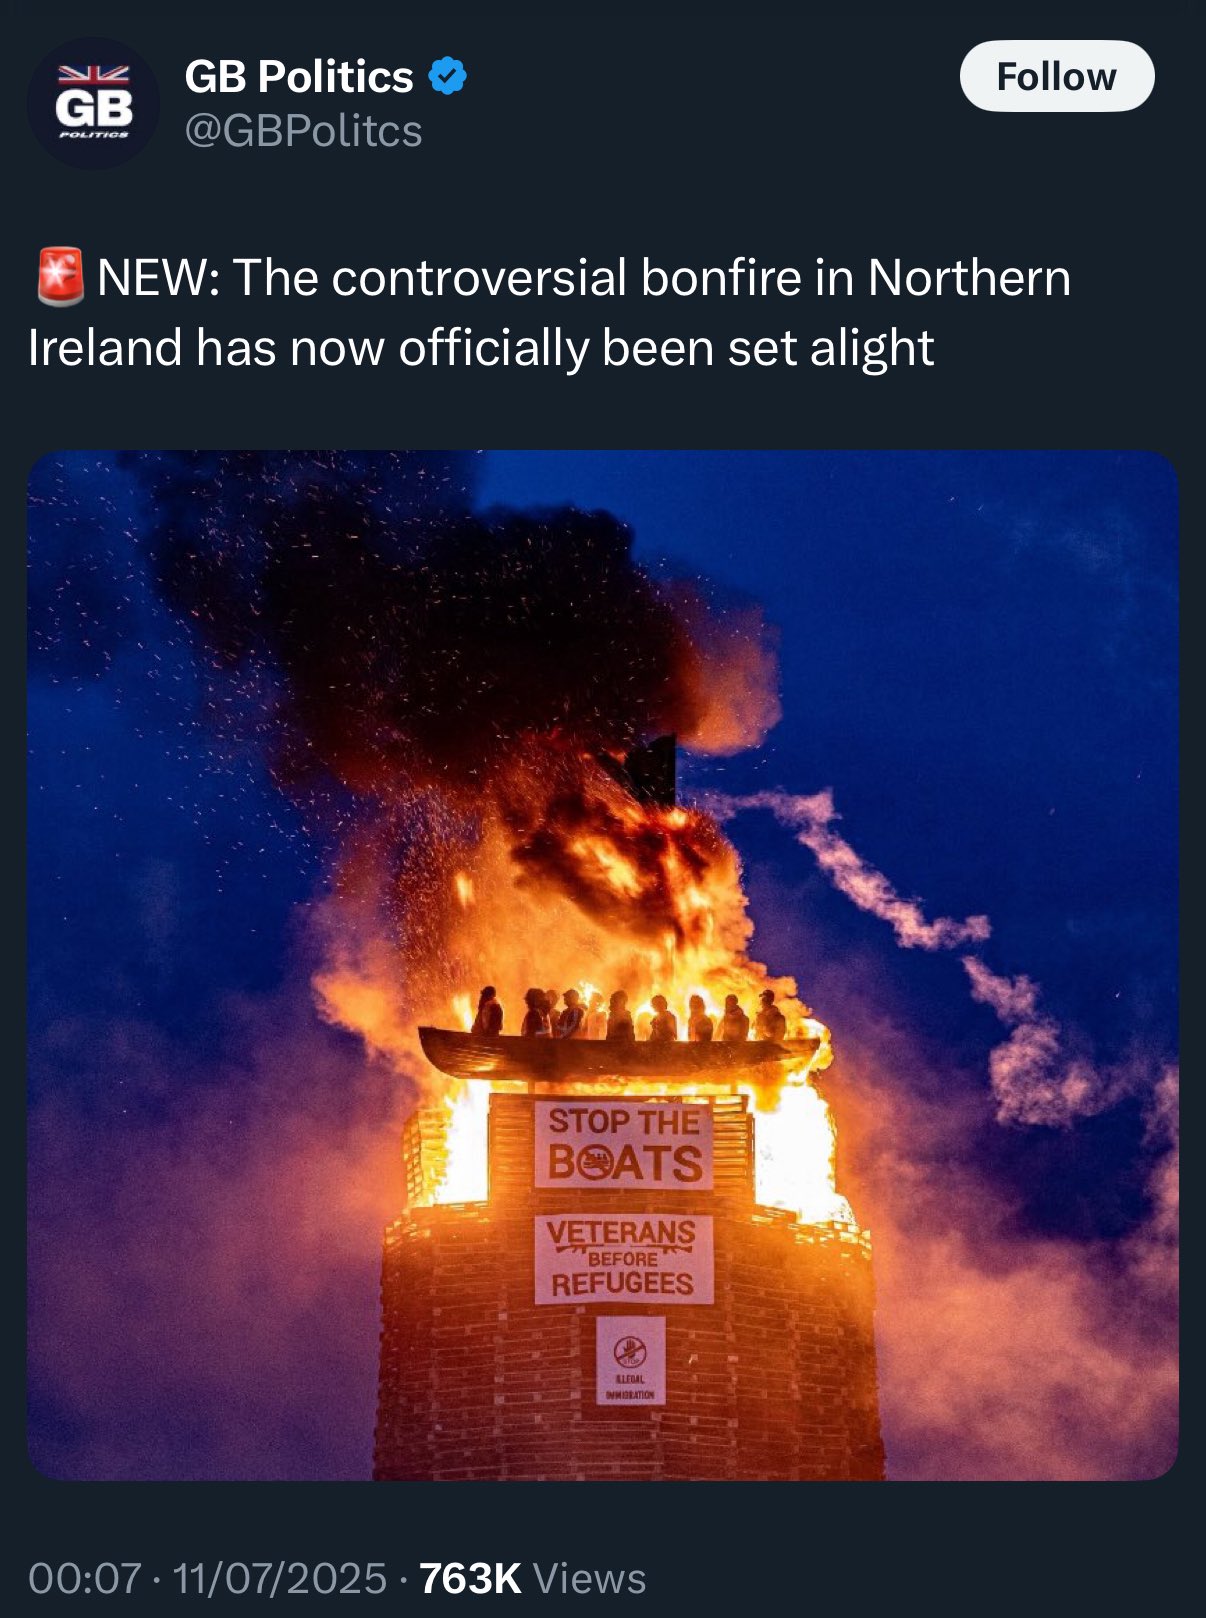 GB
POLITICS
GB Politics
@GBPolitcs
Follow
NEW: The controversial bonfire in Northern
Ireland has now officially been set alight
STOP THE
BOATS
VETERANS
BEFORE
REFUGEES
STOP
ILLEGAL
IMMIGRATION
00:07 · 11/07/2025 · 763K Views